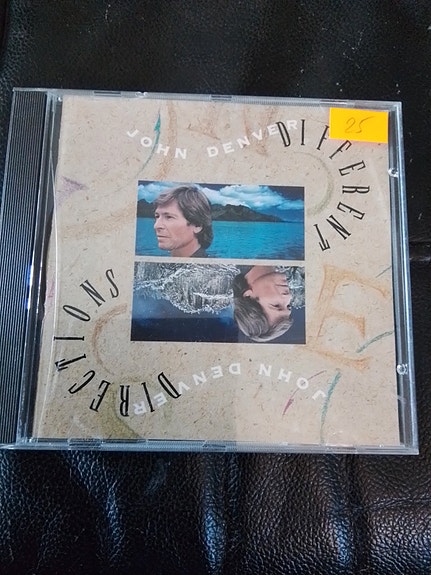 JOHN DENVER
DIFFERENT
25
DIRECTIONS
JOHN DENVER